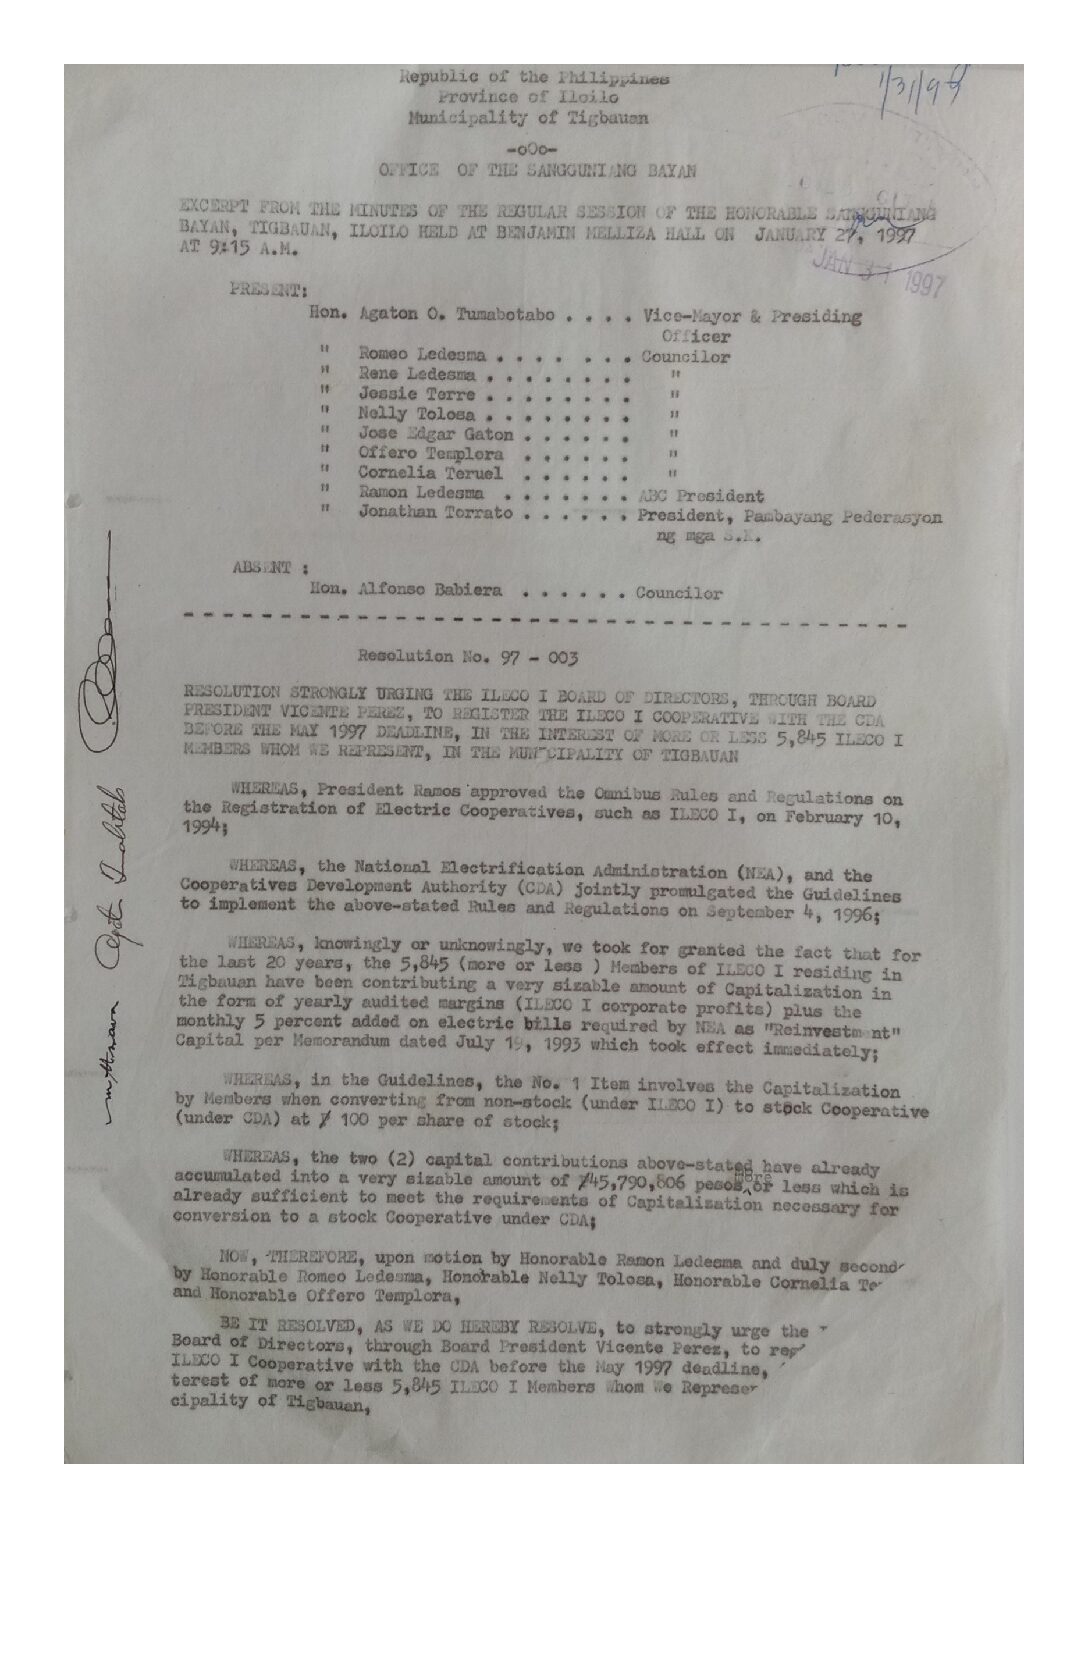 1/31/97
Republic of the Philippines
Province of Iloilo
Municipality of Tigbauan
-o0o-
OFFICE OF THE SANGGUNIANG BAYAN
EXCERPT FROM THE MINUTES OF THE REGULAR SESSION OF THE HONORABLE SANGGUNIANG
BAYAN, TIGBAUAN, ILOILO HELD AT BENJAMIN MELLIZA HALL ON JANUARY 27, 1997
AT 9:15 A.M.
JAN 31 1997
PRESENT:
Hon. Agaton O. Tumabotabo . . . . Vice-Mayor & Presiding
Officer
" Romeo Ledesma . . . . . . . Councilor
" Rene Ledesma . . . . . . . . "
" Jessie Torre . . . . . . . . "
" Nelly Tolosa . . . . . . . . "
" Jose Edgar Gaton . . . . . . "
" Offero Templora . . . . . . "
" Cornelia Teruel . . . . . . "
" Ramon Ledesma . . . . . . . ABC President
" Jonathan Torrato . . . . . . President, Pambayang Pederasyon
ng mga S.K.
ABSENT :
Hon. Alfonso Babiera . . . . . . Councilor
- - - - - - - - - - - - - - - - - - - - - - - - - - - - - - - - - - - - - -
Resolution No. 97 - 003
RESOLUTION STRONGLY URGING THE ILECO I BOARD OF DIRECTORS, THROUGH BOARD
PRESIDENT VICENTE PEREZ, TO REGISTER THE ILECO I COOPERATIVE WITH THE CDA
BEFORE THE MAY 1997 DEADLINE, IN THE INTEREST OF MORE OR LESS 5,845 ILECO I
MEMBERS WHOM WE REPRESENT, IN THE MUNICIPALITY OF TIGBAUAN
WHEREAS, President Ramos approved the Omnibus Rules and Regulations on
the Registration of Electric Cooperatives, such as ILECO I, on February 10,
1994;
WHEREAS, the National Electrification Administration (NEA), and the
Cooperatives Development Authority (CDA) jointly promulgated the Guidelines
to implement the above-stated Rules and Regulations on September 4, 1996;
WHEREAS, knowingly or unknowingly, we took for granted the fact that for
the last 20 years, the 5,845 (more or less ) Members of ILECO I residing in
Tigbauan have been contributing a very sizable amount of Capitalization in
the form of yearly audited margins (ILECO I corporate profits) plus the
monthly 5 percent added on electric bills required by NEA as "Reinvestment"
Capital per Memorandum dated July 19, 1993 which took effect immediately;
WHEREAS, in the Guidelines, the No. 1 Item involves the Capitalization
by Members when converting from non-stock (under ILECO I) to stock Cooperative
(under CDA) at ₱ 100 per share of stock;
WHEREAS, the two (2) capital contributions above-stated have already
accumulated into a very sizable amount of ₱45,790,806 pesos more or less which is
already sufficient to meet the requirements of Capitalization necessary for
conversion to a stock Cooperative under CDA;
NOW, THEREFORE, upon motion by Honorable Ramon Ledesma and duly second
by Honorable Romeo Ledesma, Honorable Nelly Tolosa, Honorable Cornelia Te
and Honorable Offero Templora,
BE IT RESOLVED, AS WE DO HEREBY RESOLVE, to strongly urge the
Board of Directors, through Board President Vicente Perez, to reg
ILECO I Cooperative with the CDA before the May 1997 deadline,
terest of more or less 5,845 ILECO I Members Whom We Represe
cipality of Tigbauan,